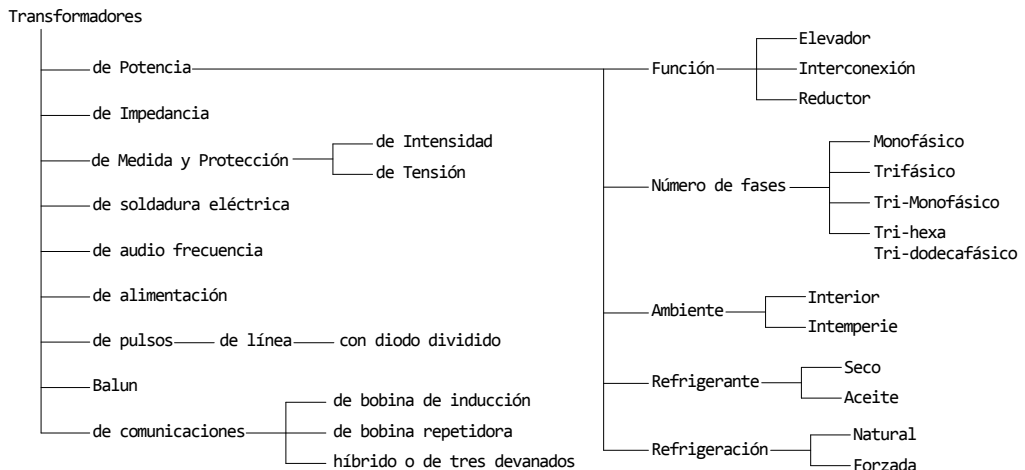 Transformadores
de Potencia
de Impedancia
de Medida y Protección
de Intensidad
de Tensión
de soldadura eléctrica
de audio frecuencia
de alimentación
de pulsos
de línea
con diodo dividido
Balun
de comunicaciones
de bobina de inducción
de bobina repetidora
híbrido o de tres devanados
Función
Elevador
Interconexión
Reductor
Número de fases
Monofásico
Trifásico
Tri-Monofásico
Tri-hexa
Tri-dodecafásico
Ambiente
Interior
Intemperie
Refrigerante
Seco
Aceite
Refrigeración
Natural
Forzada